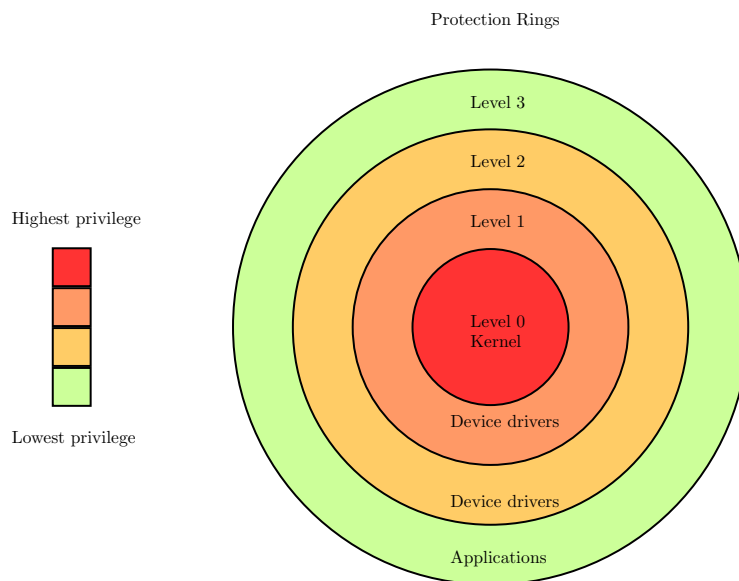 Protection Rings
Level 3
Level 2
Highest privilege
Level 1
Level 0
Kernel
Device drivers
Lowest privilege
Device drivers
Applications